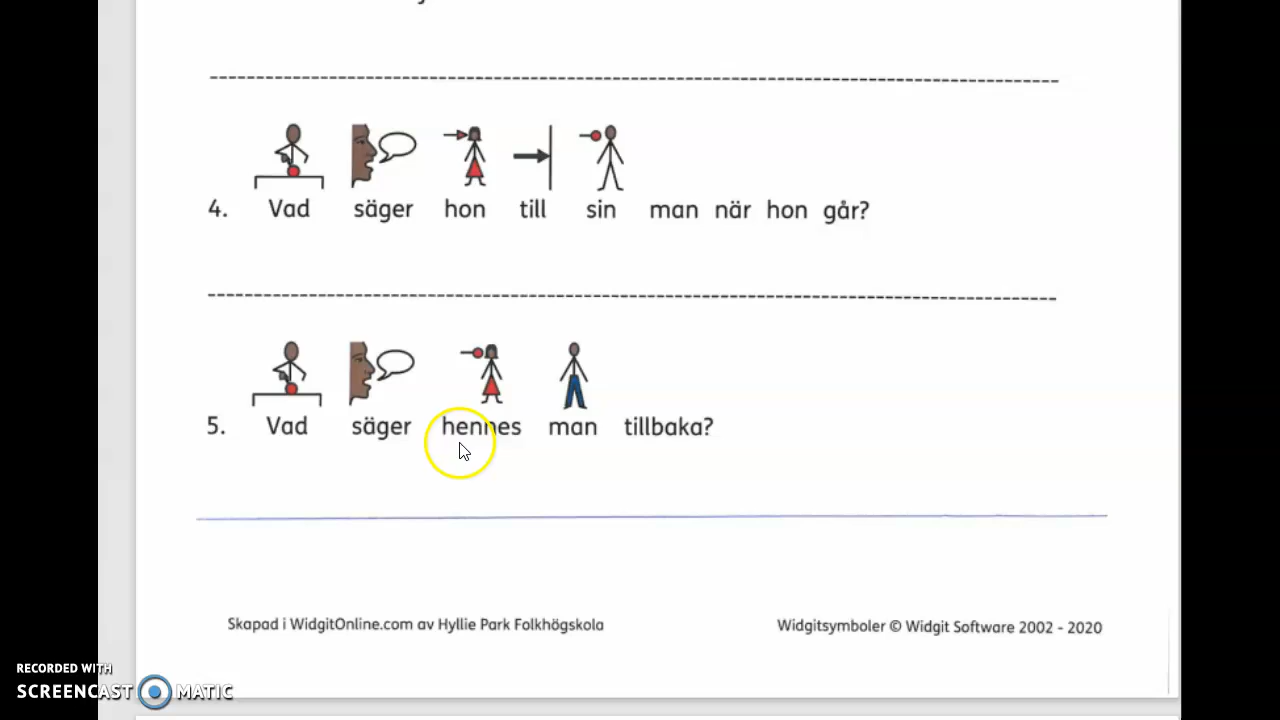 4. Vad säger hon till sin man när hon går?
5. Vad säger hennes man tillbaka?
Skapad i WidgitOnline.com av Hyllie Park Folkhögskola
Widgitsymboler © Widgit Software 2002 - 2020
RECORDED WITH
SCREENCAST MATIC